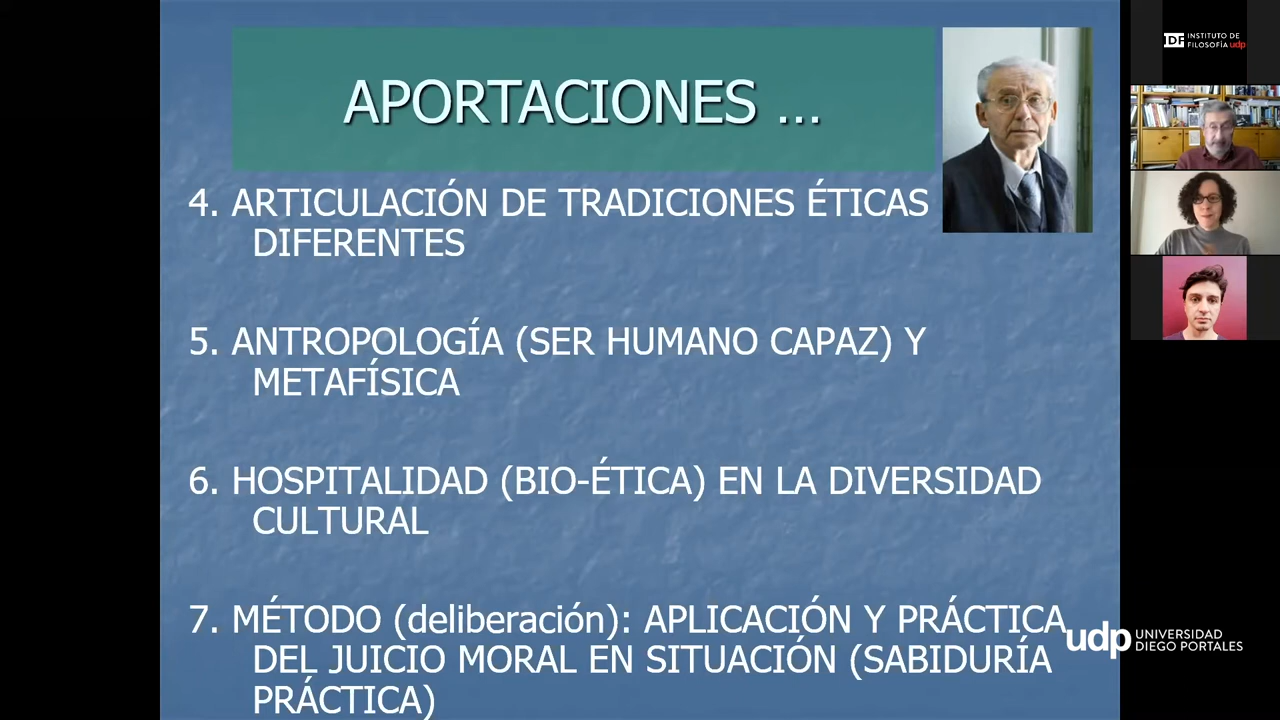 APORTACIONES ...
4. ARTICULACIÓN DE TRADICIONES ÉTICAS
DIFERENTES
5. ANTROPOLOGÍA (SER HUMANO CAPAZ) Y
METAFÍSICA
6. HOSPITALIDAD (BIO-ÉTICA) EN LA DIVERSIDAD
CULTURAL
7. MÉTODO (deliberación): APLICACIÓN Y PRÁCTICA
DEL JUICIO MORAL EN SITUACIÓN (SABIDURÍA
PRÁCTICA)
IDF INSTITUTO DE
FILOSOFÍA udp
udp UNIVERSIDAD
DIEGO PORTALES